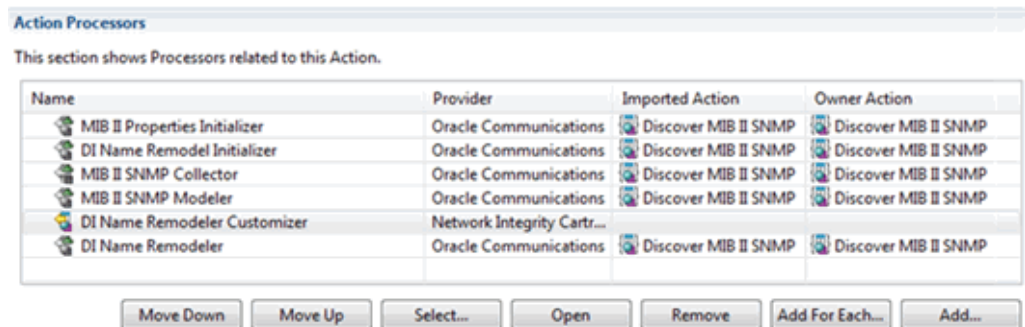 Action Processors
This section shows Processors related to this Action.
Name Provider Imported Action Owner Action
MIB II Properties Initializer Oracle Communications Discover MIB II SNMP Discover MIB II SNMP
DI Name Remodel Initializer Oracle Communications Discover MIB II SNMP Discover MIB II SNMP
MIB II SNMP Collector Oracle Communications Discover MIB II SNMP Discover MIB II SNMP
MIB II SNMP Modeler Oracle Communications Discover MIB II SNMP Discover MIB II SNMP
DI Name Remodeler Customizer Network Integrity Cartr...
DI Name Remodeler Oracle Communications Discover MIB II SNMP Discover MIB II SNMP
Move Down Move Up Select... Open Remove Add For Each... Add...